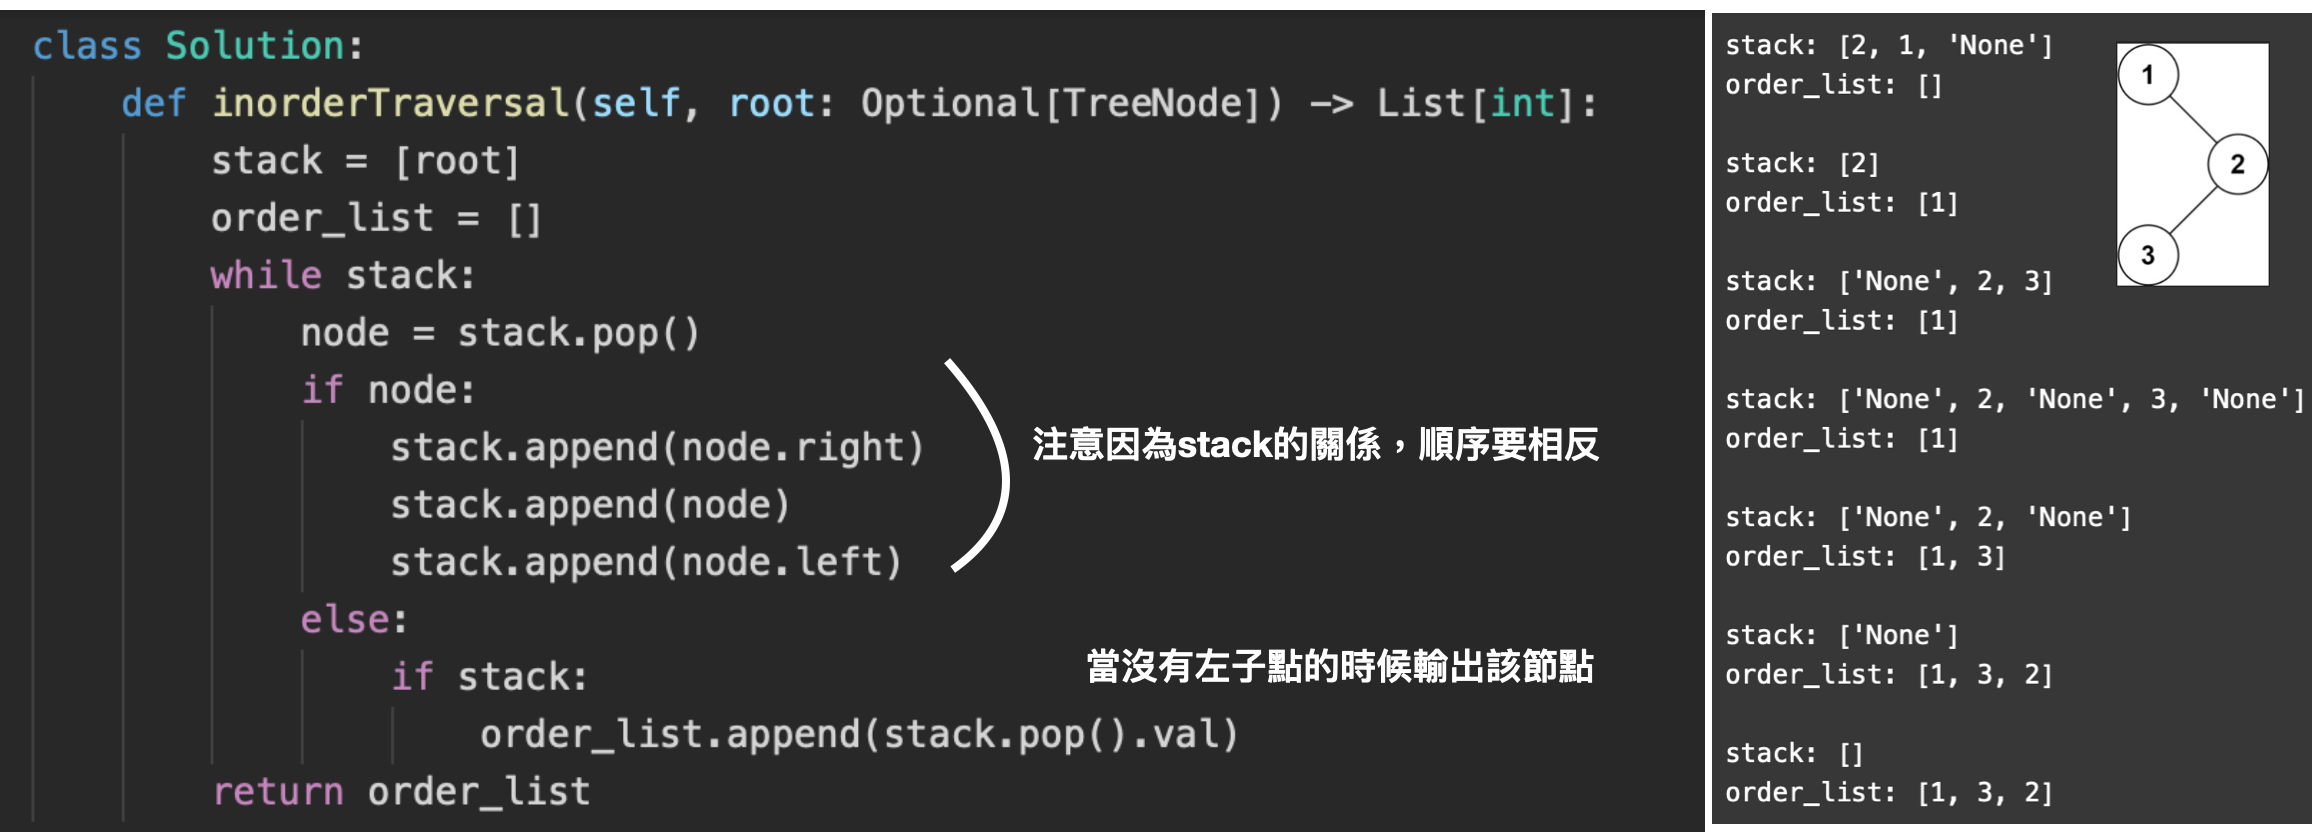 class Solution:
def inorderTraversal(self, root: Optional[TreeNode]) -> List[int]:
stack = [root]
order_list = []
while stack:
node = stack.pop()
if node:
stack.append(node.right)
stack.append(node)
stack.append(node.left)
else:
if stack:
order_list.append(stack.pop().val)
return order_list
注意因為stack的關係，順序要相反
當沒有左子點的時候輸出該節點
stack: [2, 1, 'None']
order_list: []
stack: [2]
order_list: [1]
stack: ['None', 2, 3]
order_list: [1]
stack: ['None', 2, 'None', 3, 'None']
order_list: [1]
stack: ['None', 2, 'None']
order_list: [1, 3]
stack: ['None']
order_list: [1, 3, 2]
stack: []
order_list: [1, 3, 2]
1
2
3